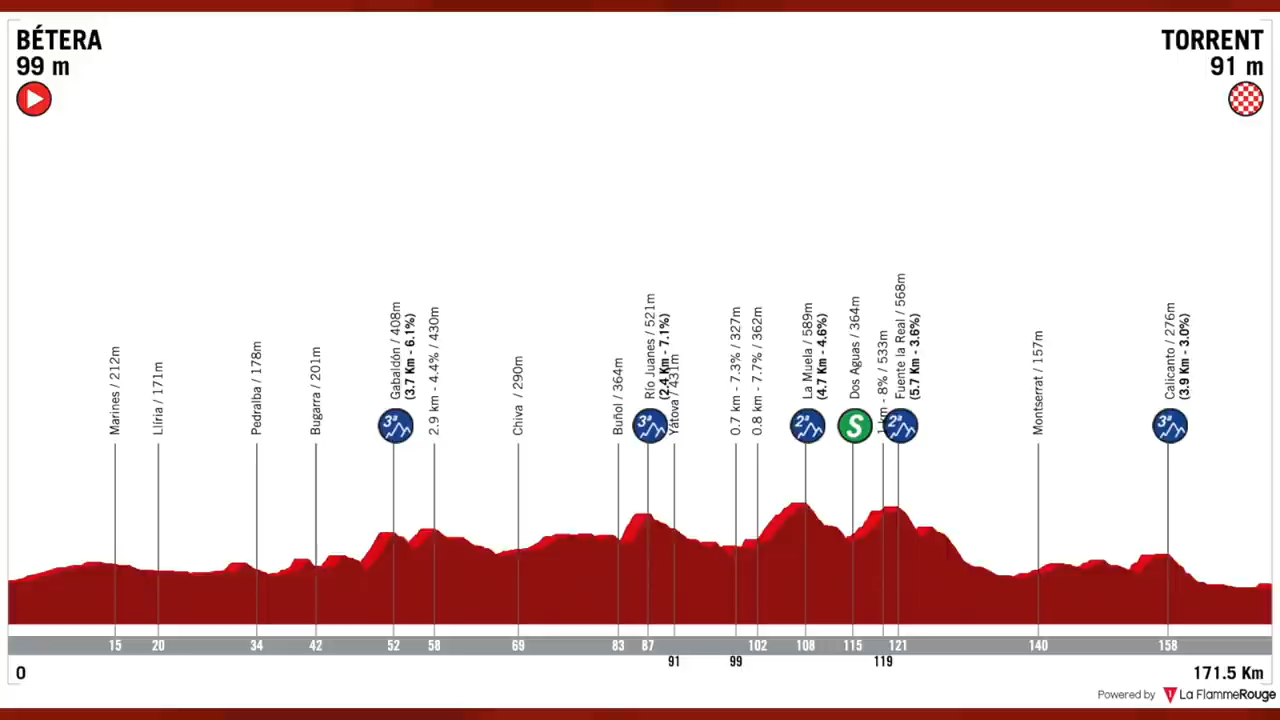 BÉTERA
99 m
TORRENT
91 m
Marines / 212m
Llíria / 171m
Pedralba / 178m
Bugarra / 201m
Gabaldón / 408m
(3.7 Km - 6.1%)
3ª
2.9 km - 4.4% / 430m
Chiva / 290m
Buñol / 364m
Río Juanes / 521m
(2.4 Km - 7.1%)
3ª
Yátova / 431m
0.7 km - 7.3% / 327m
0.8 km - 7.7% / 362m
La Muela / 589m
(4.7 Km - 4.6%)
2ª
Dos Aguas / 364m
S
1 km - 8% / 533m
Fuente la Real / 568m
(5.7 Km - 3.6%)
2ª
Montserrat / 157m
Calicanto / 276m
(3.9 Km - 3.0%)
3ª
15 20 34 42 52 58 69 83 87 102 108 115 121 140 158
91 99 119
0
171.5 Km
Powered by 1 La FlammeRouge